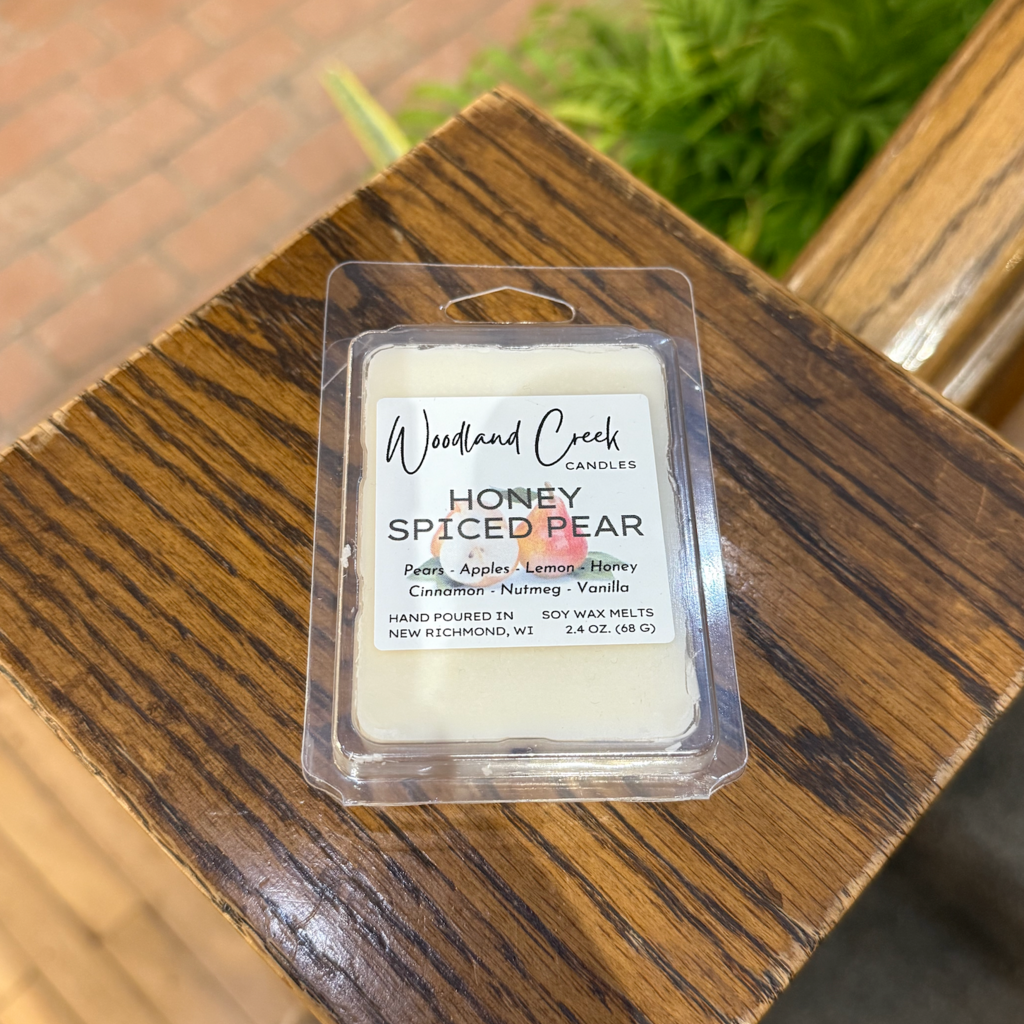 Woodland Creek
CANDLES
HONEY
SPICED PEAR
Pears - Apples - Lemon - Honey
Cinnamon - Nutmeg - Vanilla
HAND POURED IN SOY WAX MELTS
NEW RICHMOND, WI 2.4 OZ. (68 G)